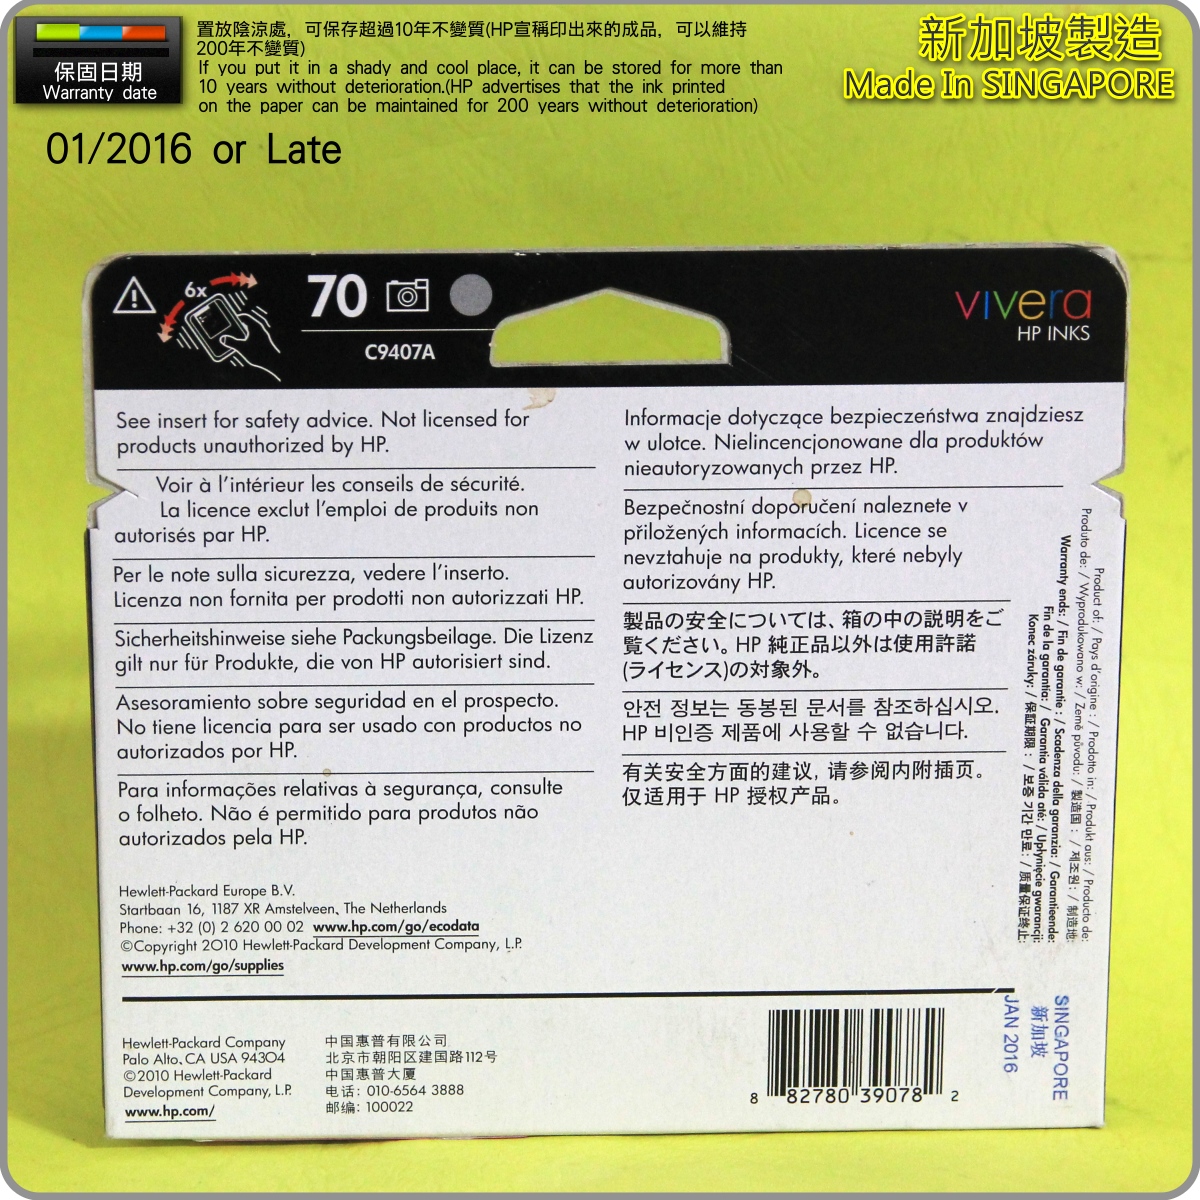 保固日期
Warranty date
置放陰涼處，可保存超過10年不變質(HP宣稱印出來的成品，可以維持
200年不變質)
If you put it in a shady and cool place, it can be stored for more than
10 years without deterioration.(HP advertises that the ink printed
on the paper can be maintained for 200 years without deterioration)
新加坡製造
Made In SINGAPORE
01/2016 or Late
6x
70
C9407A
vivera
HP INKS
See insert for safety advice. Not licensed for
products unauthorized by HP.
Voir à l'intérieur les conseils de sécurité.
La licence exclut l'emploi de produits non
autorisés par HP.
Per le note sulla sicurezza, vedere l'inserto.
Licenza non fornita per prodotti non autorizzati HP.
Sicherheitshinweise siehe Packungsbeilage. Die Lizenz
gilt nur für Produkte, die von HP autorisiert sind.
Asesoramiento sobre seguridad en el prospecto.
No tiene licencia para ser usado con productos no
autorizados por HP.
Para informações relativas à segurança, consulte
o folheto. Não é permitido para produtos não
autorizados pela HP.
Informacje dotyczące bezpieczeństwa znajdziesz
w ulotce. Nielincencjonowane dla produktów
nieautoryzowanych przez HP.
Bezpečnostní doporučení naleznete v
přiložených informacích. Licence se
nevztahuje na produkty, které nebyly
autorizovány HP.
製品の安全については、箱の中の説明をご
覧ください。HP 純正品以外は使用許諾
(ライセンス)の対象外。
안전 정보는 동봉된 문서를 참조하십시오.
HP 비인증 제품에 사용할 수 없습니다.
有关安全方面的建议, 请参阅内附插页。
仅适用于 HP 授权产品。
Product of: / Pays d'origine : / Prodotto in: / Produkt aus: / Producto de:
Produto de: / Wyprodukowano w: / Země původu: / 製造国 : / 제조원: / 制造地:
Warranty ends: / Fin de garantie : / Scadenza della garanzia: / Garantieende:
Fin de la garantía: / Garantia válida até: / Upłynięcie gwarancji:
Konec záruky: / 保証期限 : / 보증 기간 만료: / 质量保证终止:
Hewlett-Packard Europe B.V.
Startbaan 16, 1187 XR Amstelveen, The Netherlands
Phone: +32 (0) 2 620 00 02 www.hp.com/go/ecodata
©Copyright 2010 Hewlett-Packard Development Company, L.P.
www.hp.com/go/supplies
Hewlett-Packard Company
Palo Alto, CA USA 94304
©2010 Hewlett-Packard
Development Company, L.P.
www.hp.com/
中国惠普有限公司
北京市朝阳区建国路112号
中国惠普大厦
电话: 010-6564 3888
邮编: 100022
8 82780 39078 2
SINGAPORE
新加坡
JAN 2016